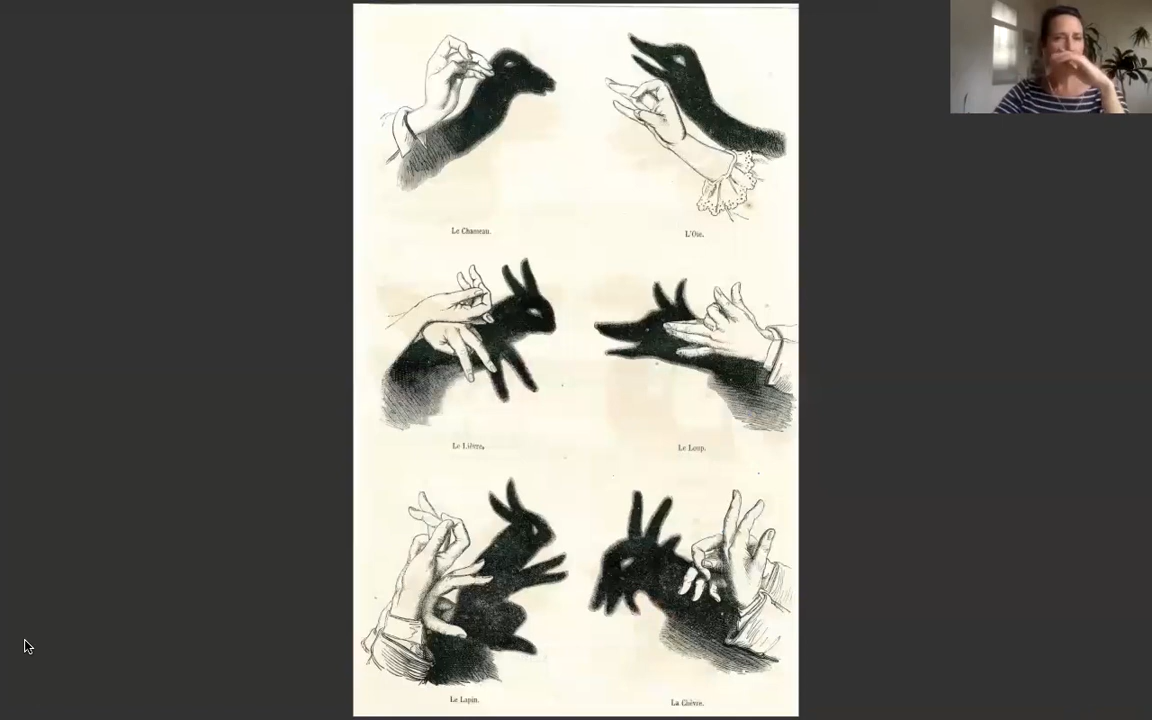 Le Chameau.
L'Oie.
Le Lièvre.
Le Loup.
Le Lapin.
La Chèvre.